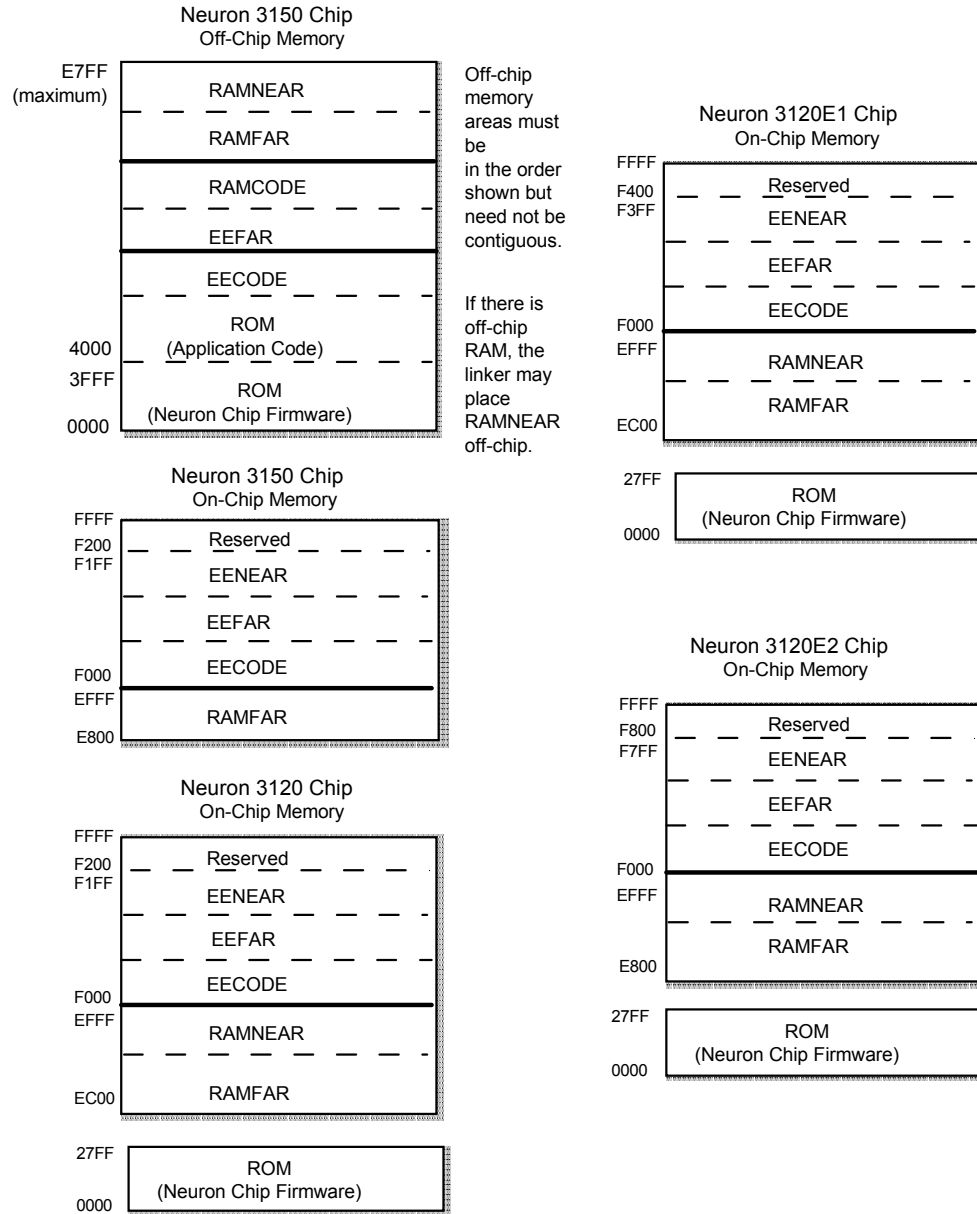 Neuron 3150 Chip
Off-Chip Memory
E7FF
(maximum)
RAMNEAR
RAMFAR
RAMCODE
EEFAR
EECODE
ROM
(Application Code)
4000
3FFF
ROM
(Neuron Chip Firmware)
0000
Off-chip
memory
areas must
be
in the order
shown but
need not be
contiguous.
If there is
off-chip
RAM, the
linker may
place
RAMNEAR
off-chip.
Neuron 3150 Chip
On-Chip Memory
FFFF
Reserved
F200
F1FF
EENEAR
EEFAR
EECODE
F000
EFFF
RAMFAR
E800
Neuron 3120 Chip
On-Chip Memory
FFFF
Reserved
F200
F1FF
EENEAR
EEFAR
EECODE
F000
EFFF
RAMNEAR
RAMFAR
EC00
27FF
ROM
(Neuron Chip Firmware)
0000
Neuron 3120E1 Chip
On-Chip Memory
FFFF
Reserved
F400
F3FF
EENEAR
EEFAR
EECODE
F000
EFFF
RAMNEAR
RAMFAR
EC00
27FF
ROM
(Neuron Chip Firmware)
0000
Neuron 3120E2 Chip
On-Chip Memory
FFFF
Reserved
F800
F7FF
EENEAR
EEFAR
EECODE
F000
EFFF
RAMNEAR
RAMFAR
E800
27FF
ROM
(Neuron Chip Firmware)
0000